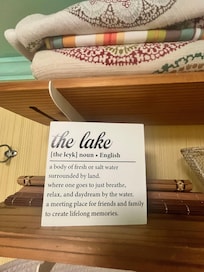 the lake
[the leyk] noun • English
a body of fresh or salt water
surrounded by land.
where one goes to just breathe,
relax, and daydream by the water,
a meeting place for friends and family
to create lifelong memories.